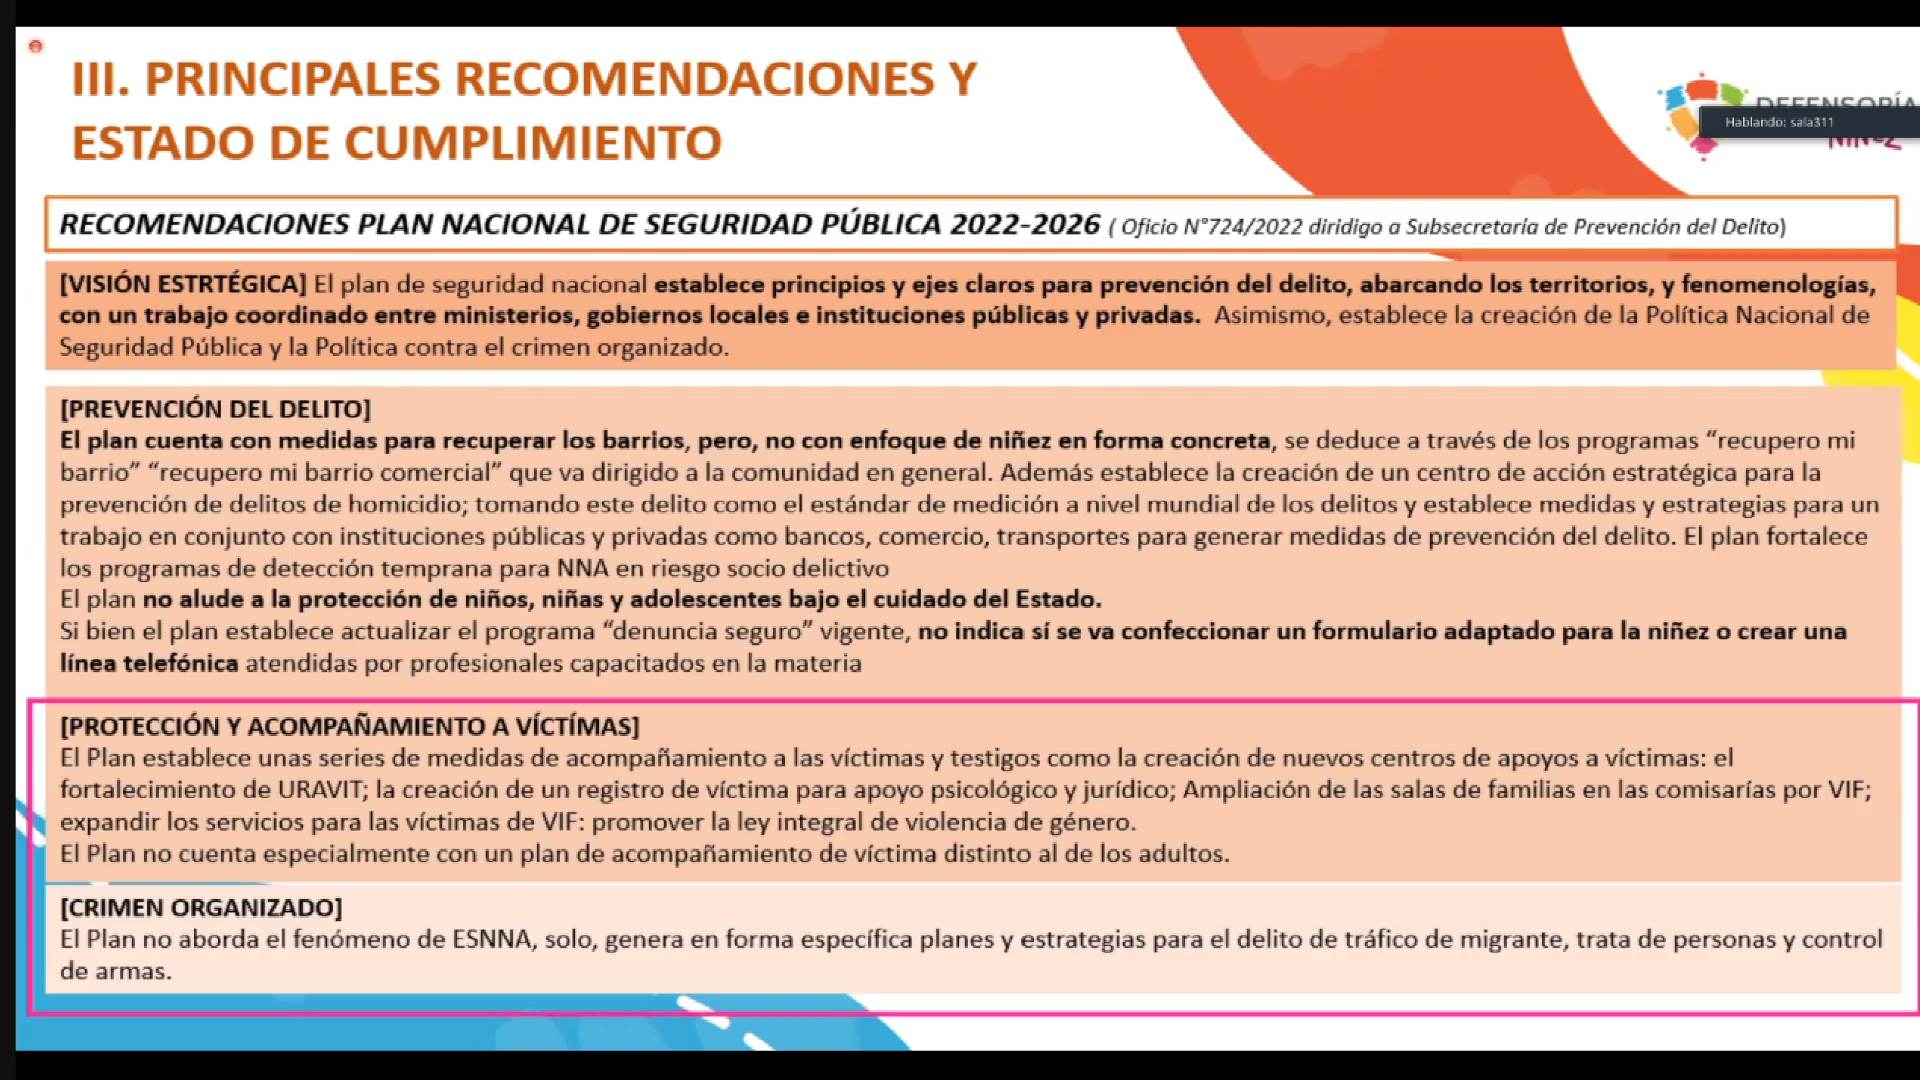 III. PRINCIPALES RECOMENDACIONES Y
ESTADO DE CUMPLIMIENTO
DEFENSORÍA
Hablando: sala311
NIÑEZ
RECOMENDACIONES PLAN NACIONAL DE SEGURIDAD PÚBLICA 2022-2026 ( Oficio N°724/2022 diridigo a Subsecretaría de Prevención del Delito)
[VISIÓN ESTRTÉGICA] El plan de seguridad nacional establece principios y ejes claros para prevención del delito, abarcando los territorios, y fenomenologías,
con un trabajo coordinado entre ministerios, gobiernos locales e instituciones públicas y privadas. Asimismo, establece la creación de la Política Nacional de
Seguridad Pública y la Política contra el crimen organizado.
[PREVENCIÓN DEL DELITO]
El plan cuenta con medidas para recuperar los barrios, pero, no con enfoque de niñez en forma concreta, se deduce a través de los programas “recupero mi
barrio” “recupero mi barrio comercial” que va dirigido a la comunidad en general. Además establece la creación de un centro de acción estratégica para la
prevención de delitos de homicidio; tomando este delito como el estándar de medición a nivel mundial de los delitos y establece medidas y estrategias para un
trabajo en conjunto con instituciones públicas y privadas como bancos, comercio, transportes para generar medidas de prevención del delito. El plan fortalece
los programas de detección temprana para NNA en riesgo socio delictivo
El plan no alude a la protección de niños, niñas y adolescentes bajo el cuidado del Estado.
Si bien el plan establece actualizar el programa “denuncia seguro” vigente, no indica sí se va confeccionar un formulario adaptado para la niñez o crear una
línea telefónica atendidas por profesionales capacitados en la materia
[PROTECCIÓN Y ACOMPAÑAMIENTO A VÍCTÍMAS]
El Plan establece unas series de medidas de acompañamiento a las víctimas y testigos como la creación de nuevos centros de apoyos a víctimas: el
fortalecimiento de URAVIT; la creación de un registro de víctima para apoyo psicológico y jurídico; Ampliación de las salas de familias en las comisarías por VIF;
expandir los servicios para las víctimas de VIF: promover la ley integral de violencia de género.
El Plan no cuenta especialmente con un plan de acompañamiento de víctima distinto al de los adultos.
[CRIMEN ORGANIZADO]
El Plan no aborda el fenómeno de ESNNA, solo, genera en forma específica planes y estrategias para el delito de tráfico de migrante, trata de personas y control
de armas.